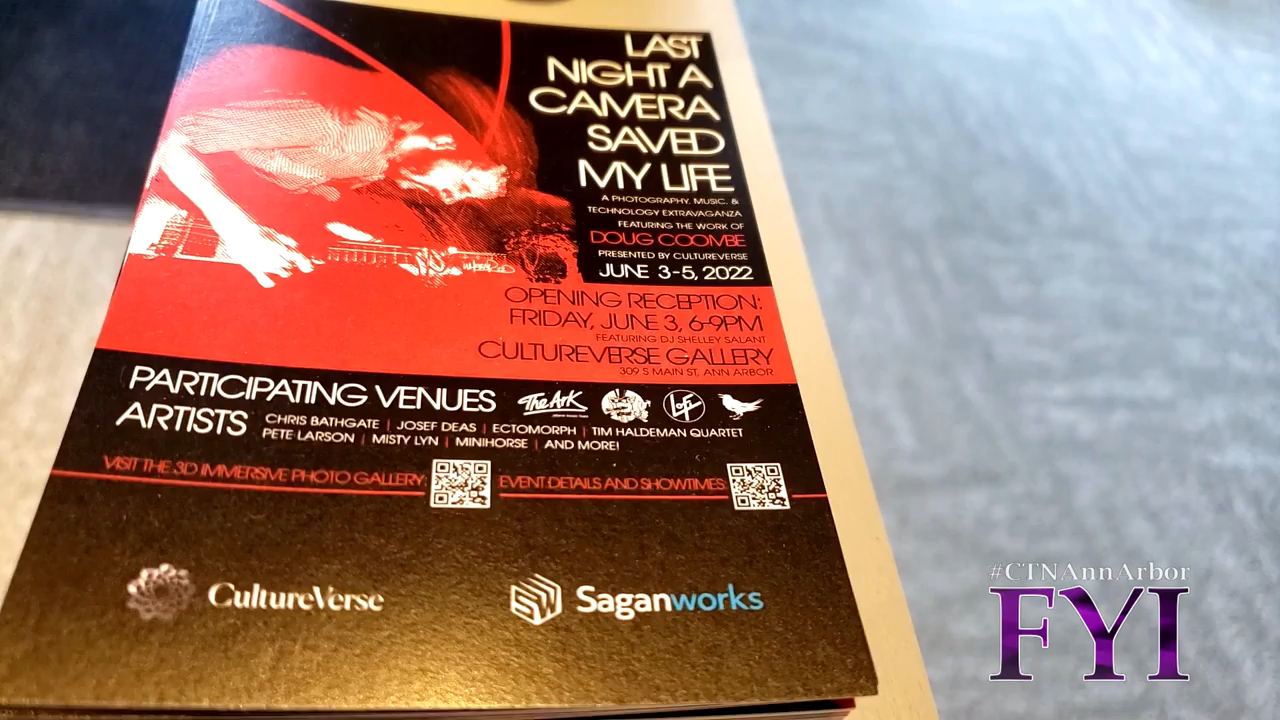 LAST
NIGHT A
CAMERA
SAVED
MY LIFE
A PHOTOGRAPHY, MUSIC, &
TECHNOLOGY EXTRAVAGANZA
FEATURING THE WORK OF
DOUG COOMBE
PRESENTED BY CULTUREVERSE
JUNE 3-5, 2022
OPENING RECEPTION:
FRIDAY, JUNE 3, 6-9PM
FEATURING DJ SHELLEY SALANT
CULTUREVERSE GALLERY
309 S MAIN ST, ANN ARBOR
PARTICIPATING VENUES
The Ark
LoFi
ARTISTS
CHRIS BATHGATE | JOSEF DEAS | ECTOMORPH | TIM HALDEMAN QUARTET
PETE LARSON | MISTY LYN | MINIHORSE | AND MORE!
VISIT THE 3D IMMERSIVE PHOTO GALLERY:
EVENT DETAILS AND SHOWTIMES:
CultureVerse
SW Saganworks
#CTNAnnArbor
FYI